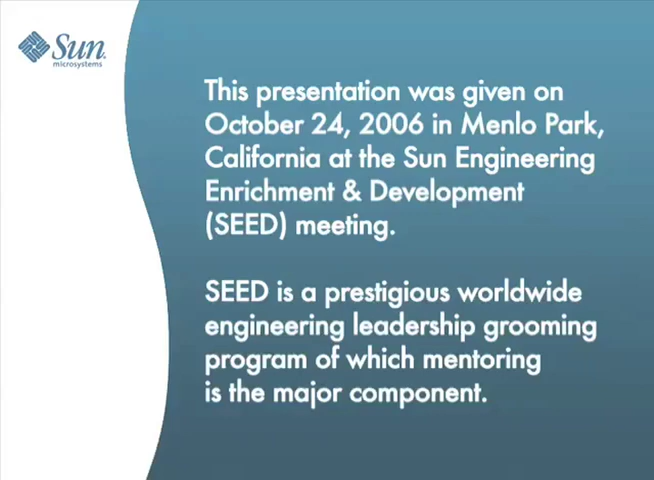 Sun
microsystems
This presentation was given on
October 24, 2006 in Menlo Park,
California at the Sun Engineering
Enrichment & Development
(SEED) meeting.
SEED is a prestigious worldwide
engineering leadership grooming
program of which mentoring
is the major component.